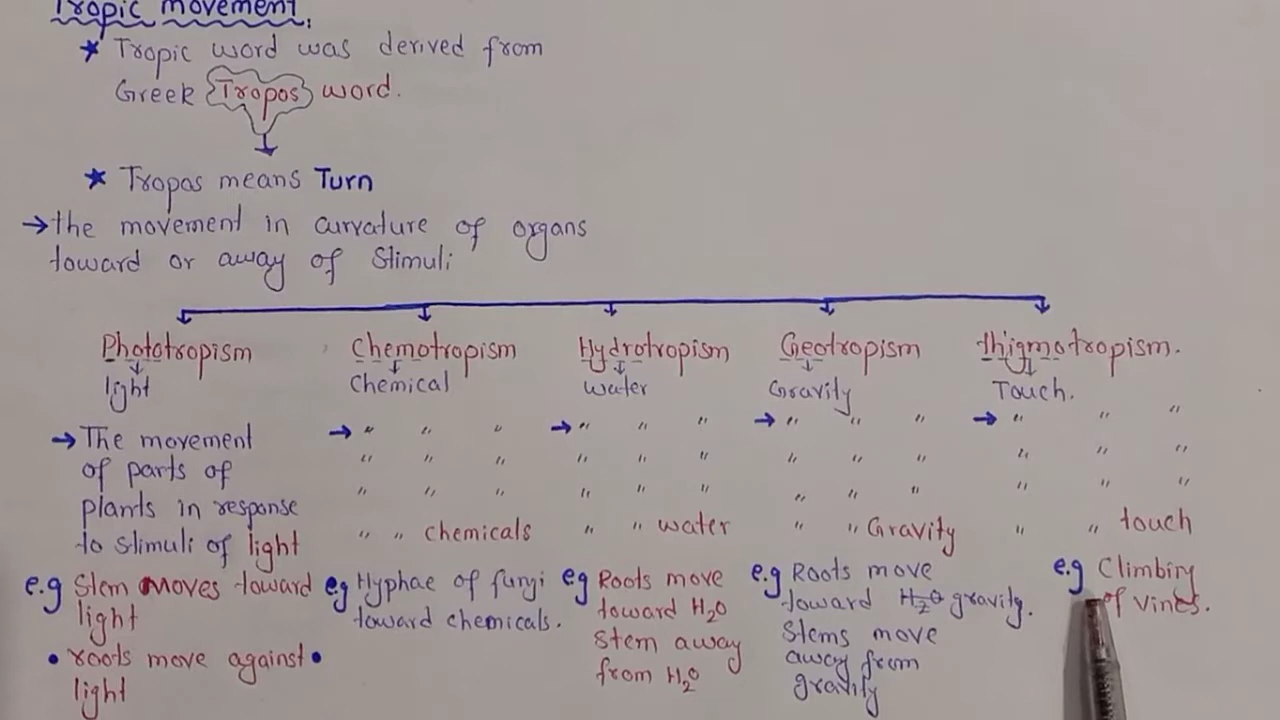 Tropic movement.
★ Tropic word was derived from
Greek Tropos word.
★ Tropos means Turn
→ the movement in curvature of organs
toward or away of Stimuli
Phototropism
light
→ The movement
of parts of
plants in response
to Stimuli of light
e.g Stem moves toward
light
• roots move against •
light
Chemotropism
Chemical
→ " " "
" " "
" " "
" " chemicals
eg Hyphae of fungi
toward chemicals.
Hydrotropism
water
→ " " "
" " "
" " "
" " water
eg Roots move
toward H2O
Stem away
from H2O
Geotropism
Gravity
→ " " "
" " "
" " "
" " Gravity
e.g Roots move
toward H2O gravity.
Stems move
away from
gravity
thigmotropism.
Touch.
→ " " "
" " "
" " "
" " touch
e.g Climbing
of vines.